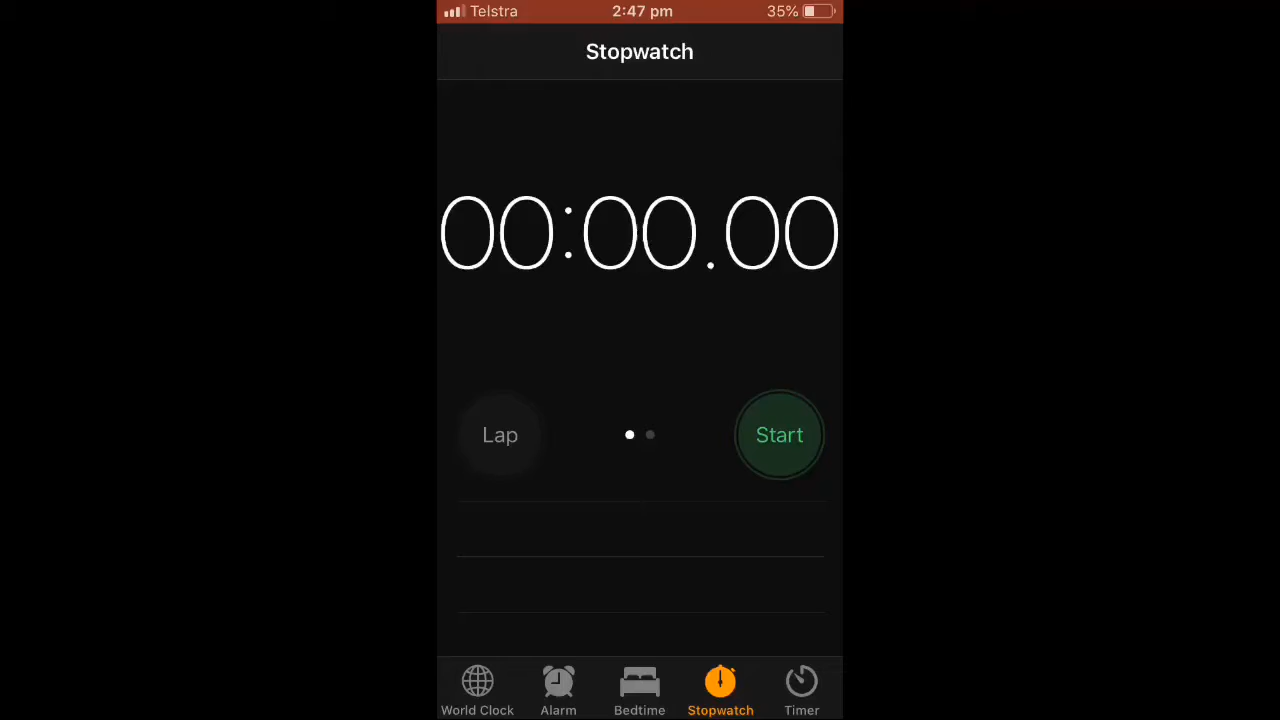 Telstra 2:47 pm 35%
Stopwatch
00:00.00
Lap Start
World Clock Alarm Bedtime Stopwatch Timer